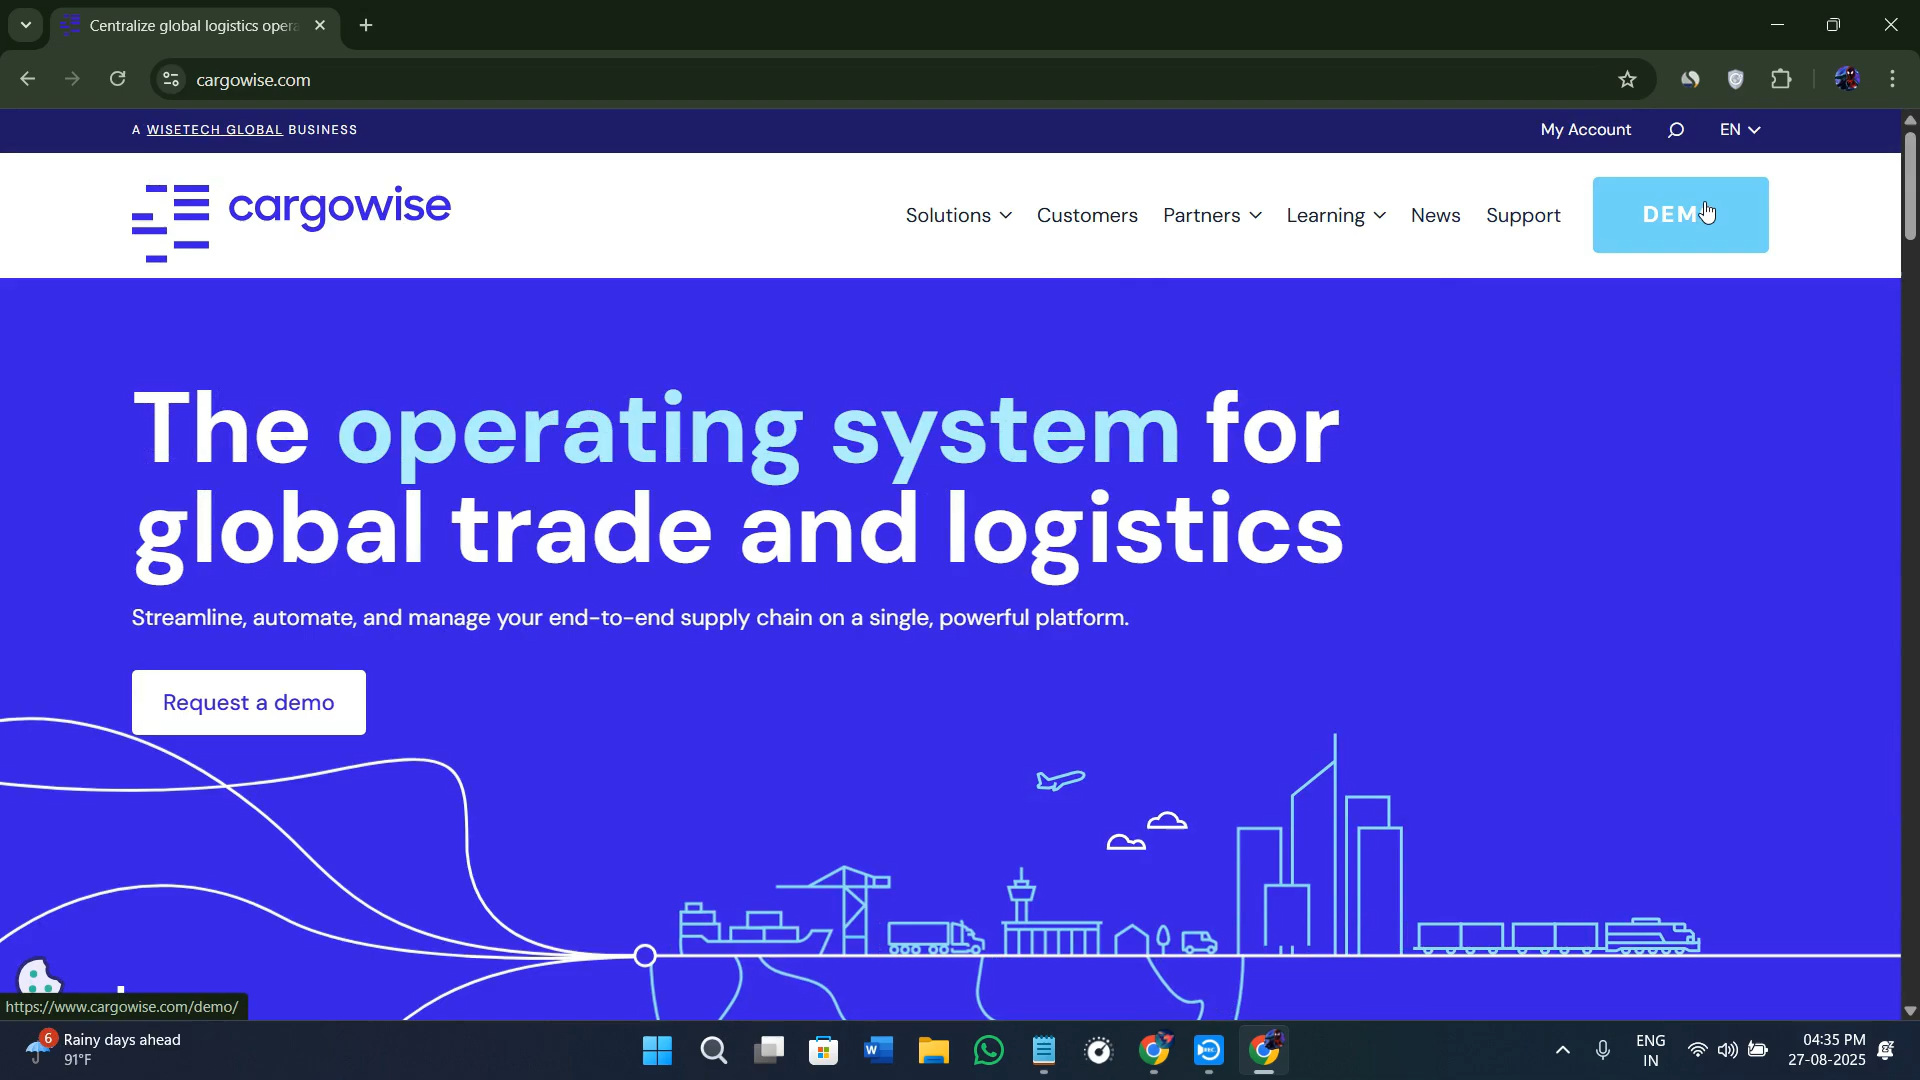 Centralize global logistics opera
cargowise.com
A WISETECH GLOBAL BUSINESS
My Account
EN
cargowise
Solutions
Customers
Partners
Learning
News
Support
DEM
The operating system for
global trade and logistics
Streamline, automate, and manage your end-to-end supply chain on a single, powerful platform.
Request a demo
https://www.cargowise.com/demo/
6
Rainy days ahead
91°F
ENG
IN
04:35 PM
27-08-2025